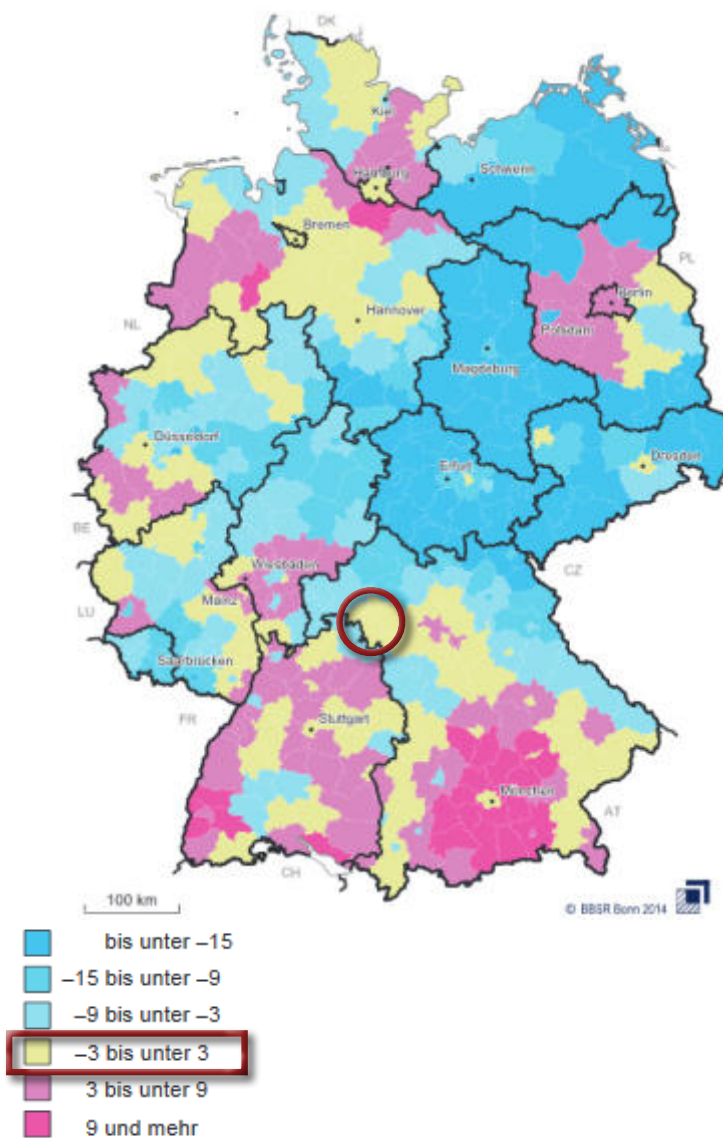 DK
Kiel
Schwerin
Hamburg
Bremen
PL
Berlin
NL
Hannover
Potsdam
Magdeburg
Düsseldorf
Erfurt
Dresden
BE
Wiesbaden
CZ
Mainz
LU
Saarbrücken
FR
Stuttgart
München
AT
CH
100 km
© BBSR Bonn 2014
bis unter –15
–15 bis unter –9
–9 bis unter –3
–3 bis unter 3
3 bis unter 9
9 und mehr